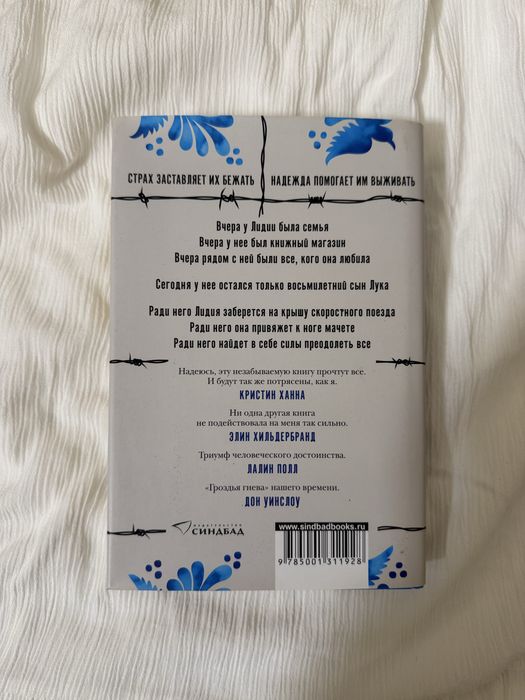 СТРАХ ЗАСТАВЛЯЕТ ИХ БЕЖАТЬ
НАДЕЖДА ПОМОГАЕТ ИМ ВЫЖИВАТЬ
Вчера у Лидии была семья
Вчера у нее был книжный магазин
Вчера рядом с ней были все, кого она любила
Сегодня у нее остался только восьмилетний сын Лука
Ради него Лидия заберется на крышу скоростного поезда
Ради него она привяжет к ноге мачете
Ради него найдет в себе силы преодолеть все
Надеюсь, эту незабываемую книгу прочтут все.
И будут так же потрясены, как я.
КРИСТИН ХАННА
Ни одна другая книга
не подействовала на меня так сильно.
ЭЛИН ХИЛЬДЕРБРАНД
Триумф человеческого достоинства.
ЛАЛИН ПОЛЛ
«Гроздья гнева» нашего времени.
ДОН УИНСЛОУ
ИЗДАТЕЛЬСТВО
СИНДБАД
www.sindbadbooks.ru
9 785001 311928